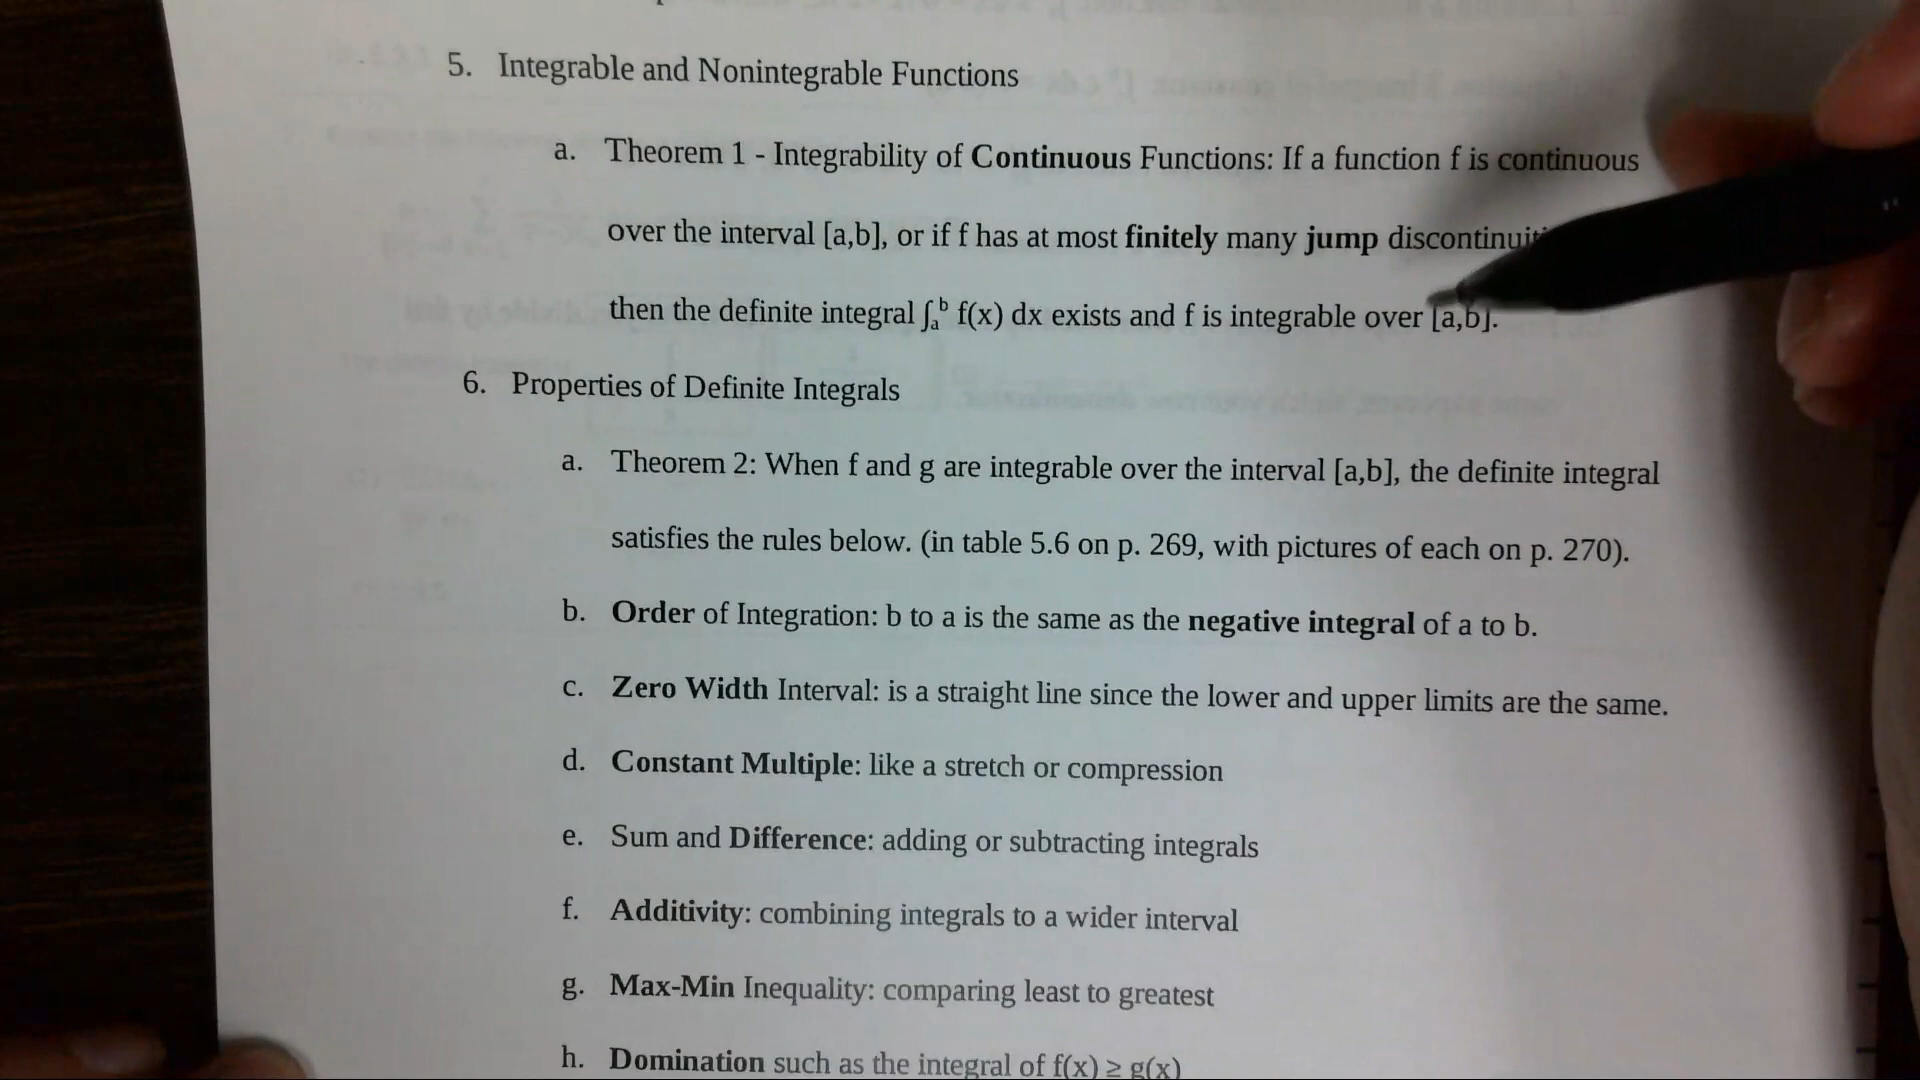 5. Integrable and Nonintegrable Functions
a. Theorem 1 - Integrability of Continuous Functions: If a function f is continuous
over the interval [a,b], or if f has at most finitely many jump
then the definite integral ∫ₐᵇ f(x) dx exists and f is integrable over [a,b].
6. Properties of Definite Integrals
a. Theorem 2: When f and g are integrable over the interval [a,b], the definite integral
satisfies the rules below. (in table 5.6 on p. 269, with pictures of each on p. 270).
b. Order of Integration: b to a is the same as the negative integral of a to b.
c. Zero Width Interval: is a straight line since the lower and upper limits are the same.
d. Constant Multiple: like a stretch or compression
e. Sum and Difference: adding or subtracting integrals
f. Additivity: combining integrals to a wider interval
g. Max-Min Inequality: comparing least to greatest
h. Domination such as the integral of f(x) ≥ g(x)